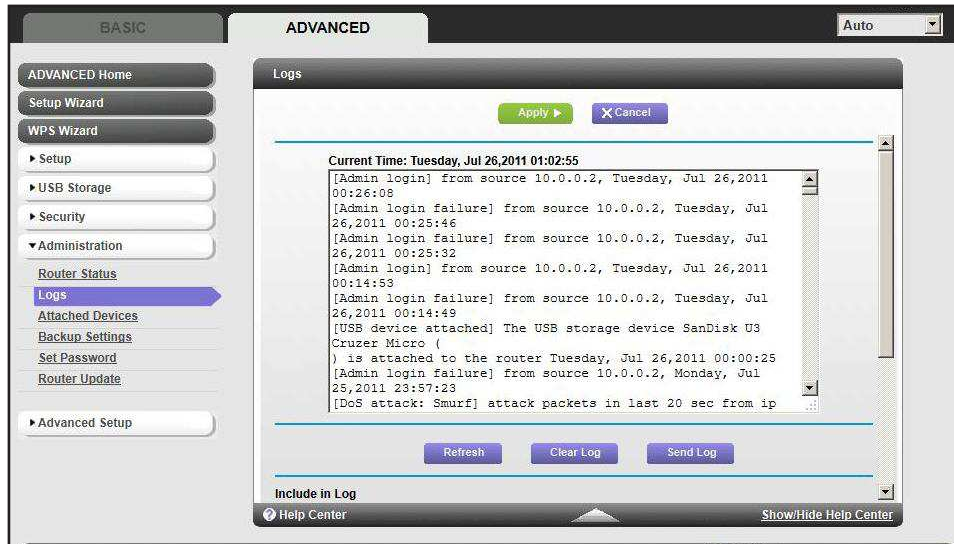 BASIC
ADVANCED
Auto
ADVANCED Home
Setup Wizard
WPS Wizard
Setup
USB Storage
Security
Administration
Router Status
Logs
Attached Devices
Backup Settings
Set Password
Router Update
Advanced Setup
Logs
Apply
Cancel
Current Time: Tuesday, Jul 26,2011 01:02:55
[Admin login] from source 10.0.0.2, Tuesday, Jul 26,2011
00:26:08
[Admin login failure] from source 10.0.0.2, Tuesday, Jul
26,2011 00:25:46
[Admin login failure] from source 10.0.0.2, Tuesday, Jul
26,2011 00:25:32
[Admin login] from source 10.0.0.2, Tuesday, Jul 26,2011
00:14:53
[Admin login failure] from source 10.0.0.2, Tuesday, Jul
26,2011 00:14:49
[USB device attached] The USB storage device SanDisk U3
Cruzer Micro (
) is attached to the router Tuesday, Jul 26,2011 00:00:25
[Admin login failure] from source 10.0.0.2, Monday, Jul
25,2011 23:57:23
[DoS attack: Smurf] attack packets in last 20 sec from ip
Refresh
Clear Log
Send Log
Include in Log
Help Center
Show/Hide Help Center